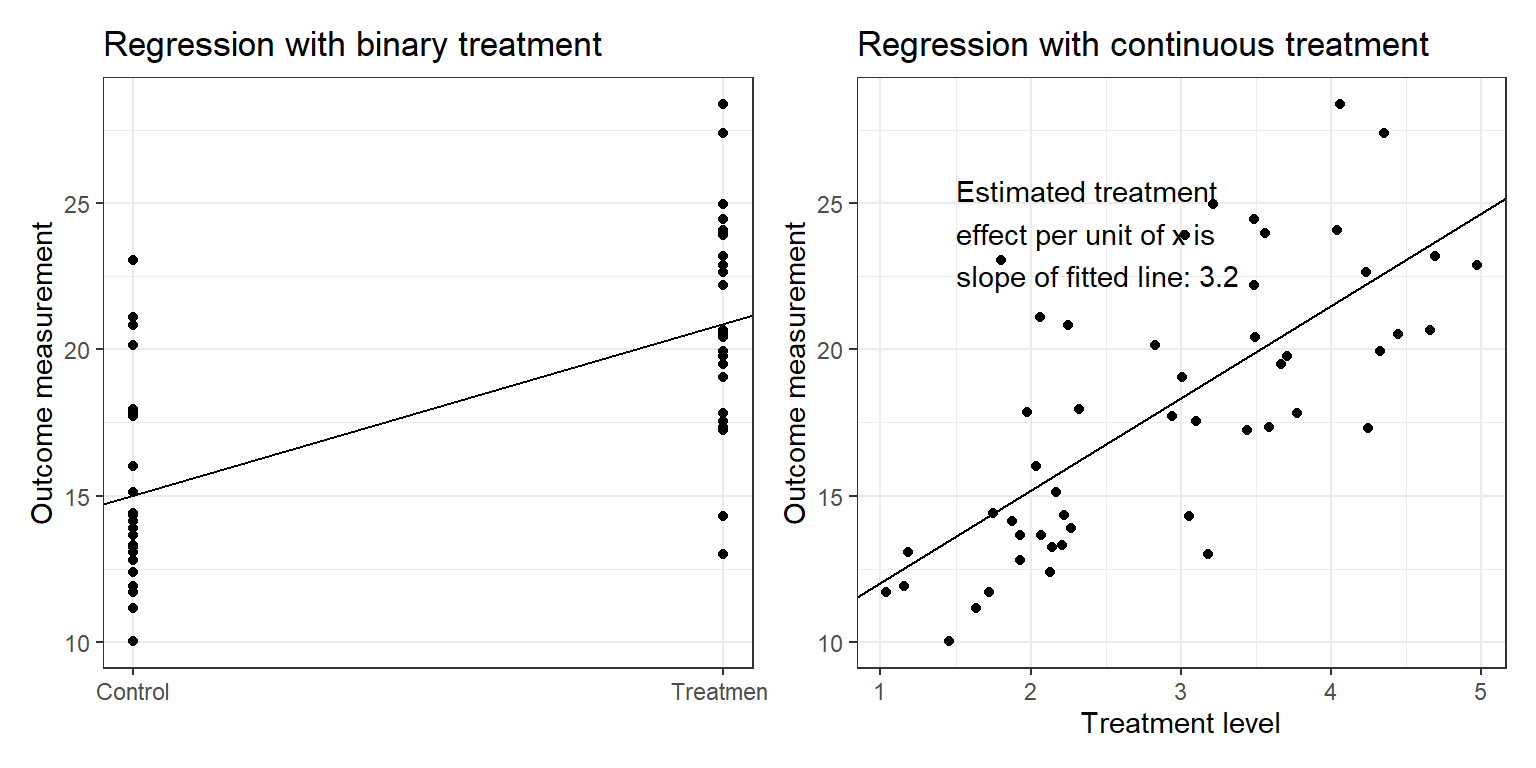 Regression with binary treatment
Outcome measurement
25
20
15
10
Control
Treatmen
Regression with continuous treatment
Outcome measurement
25
20
15
10
Estimated treatment
effect per unit of x is
slope of fitted line: 3.2
1
2
3
4
5
Treatment level